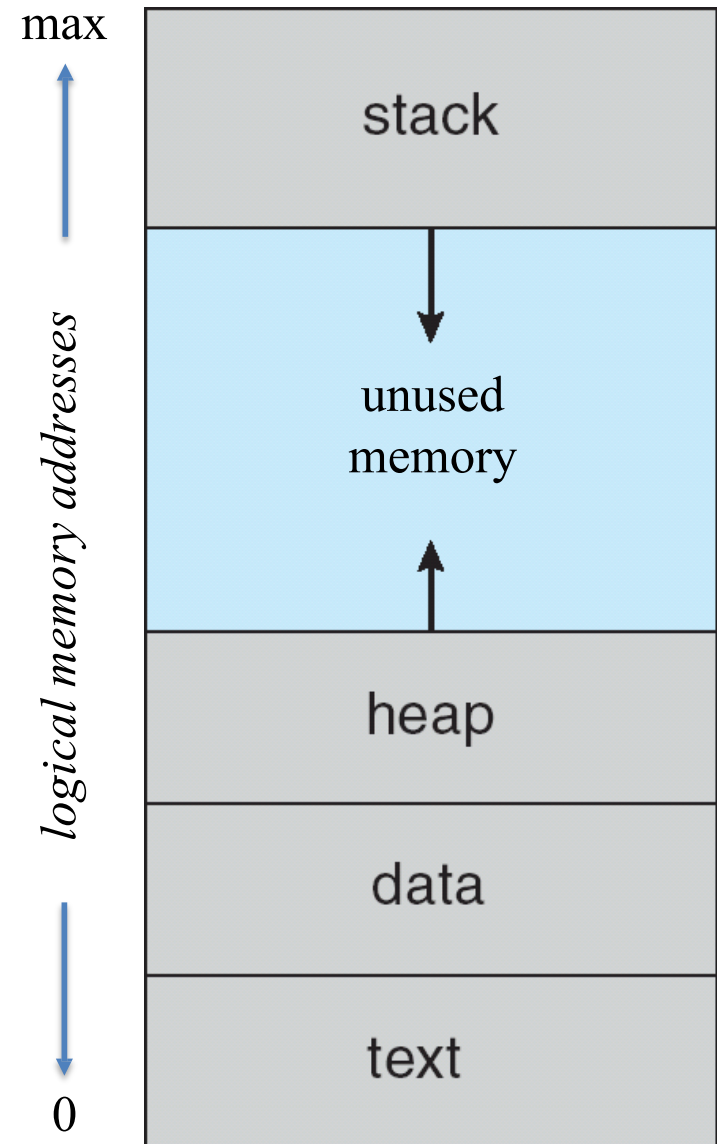 max
stack
logical memory addresses
unused
memory
heap
data
text
0